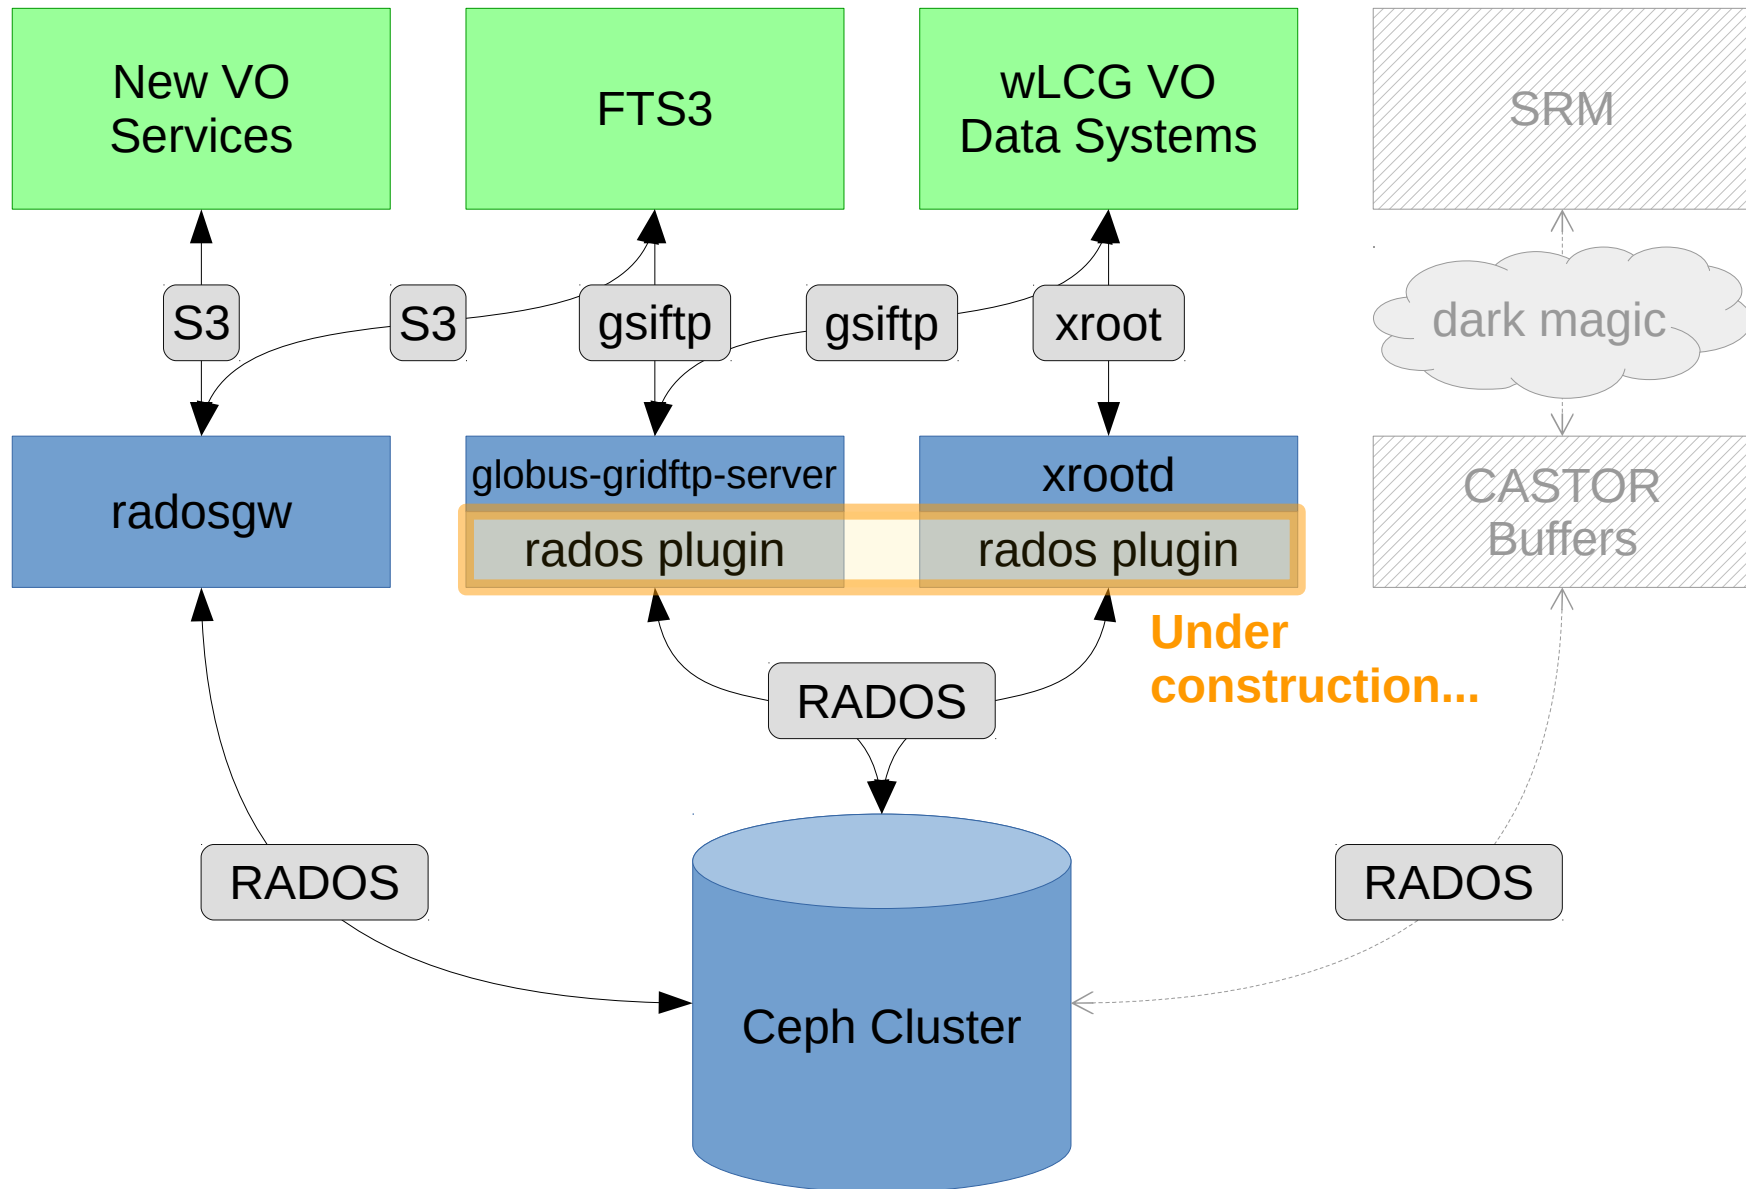 New VO
Services
FTS3
wLCG VO
Data Systems
SRM
S3
S3
gsiftp
gsiftp
xroot
dark magic
radosgw
globus-gridftp-server
rados plugin
xrootd
rados plugin
CASTOR
Buffers
Under
construction...
RADOS
RADOS
RADOS
Ceph Cluster